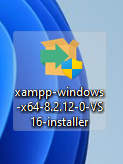 xampp-windows
-x64-8.2.12-0-VS
16-installer